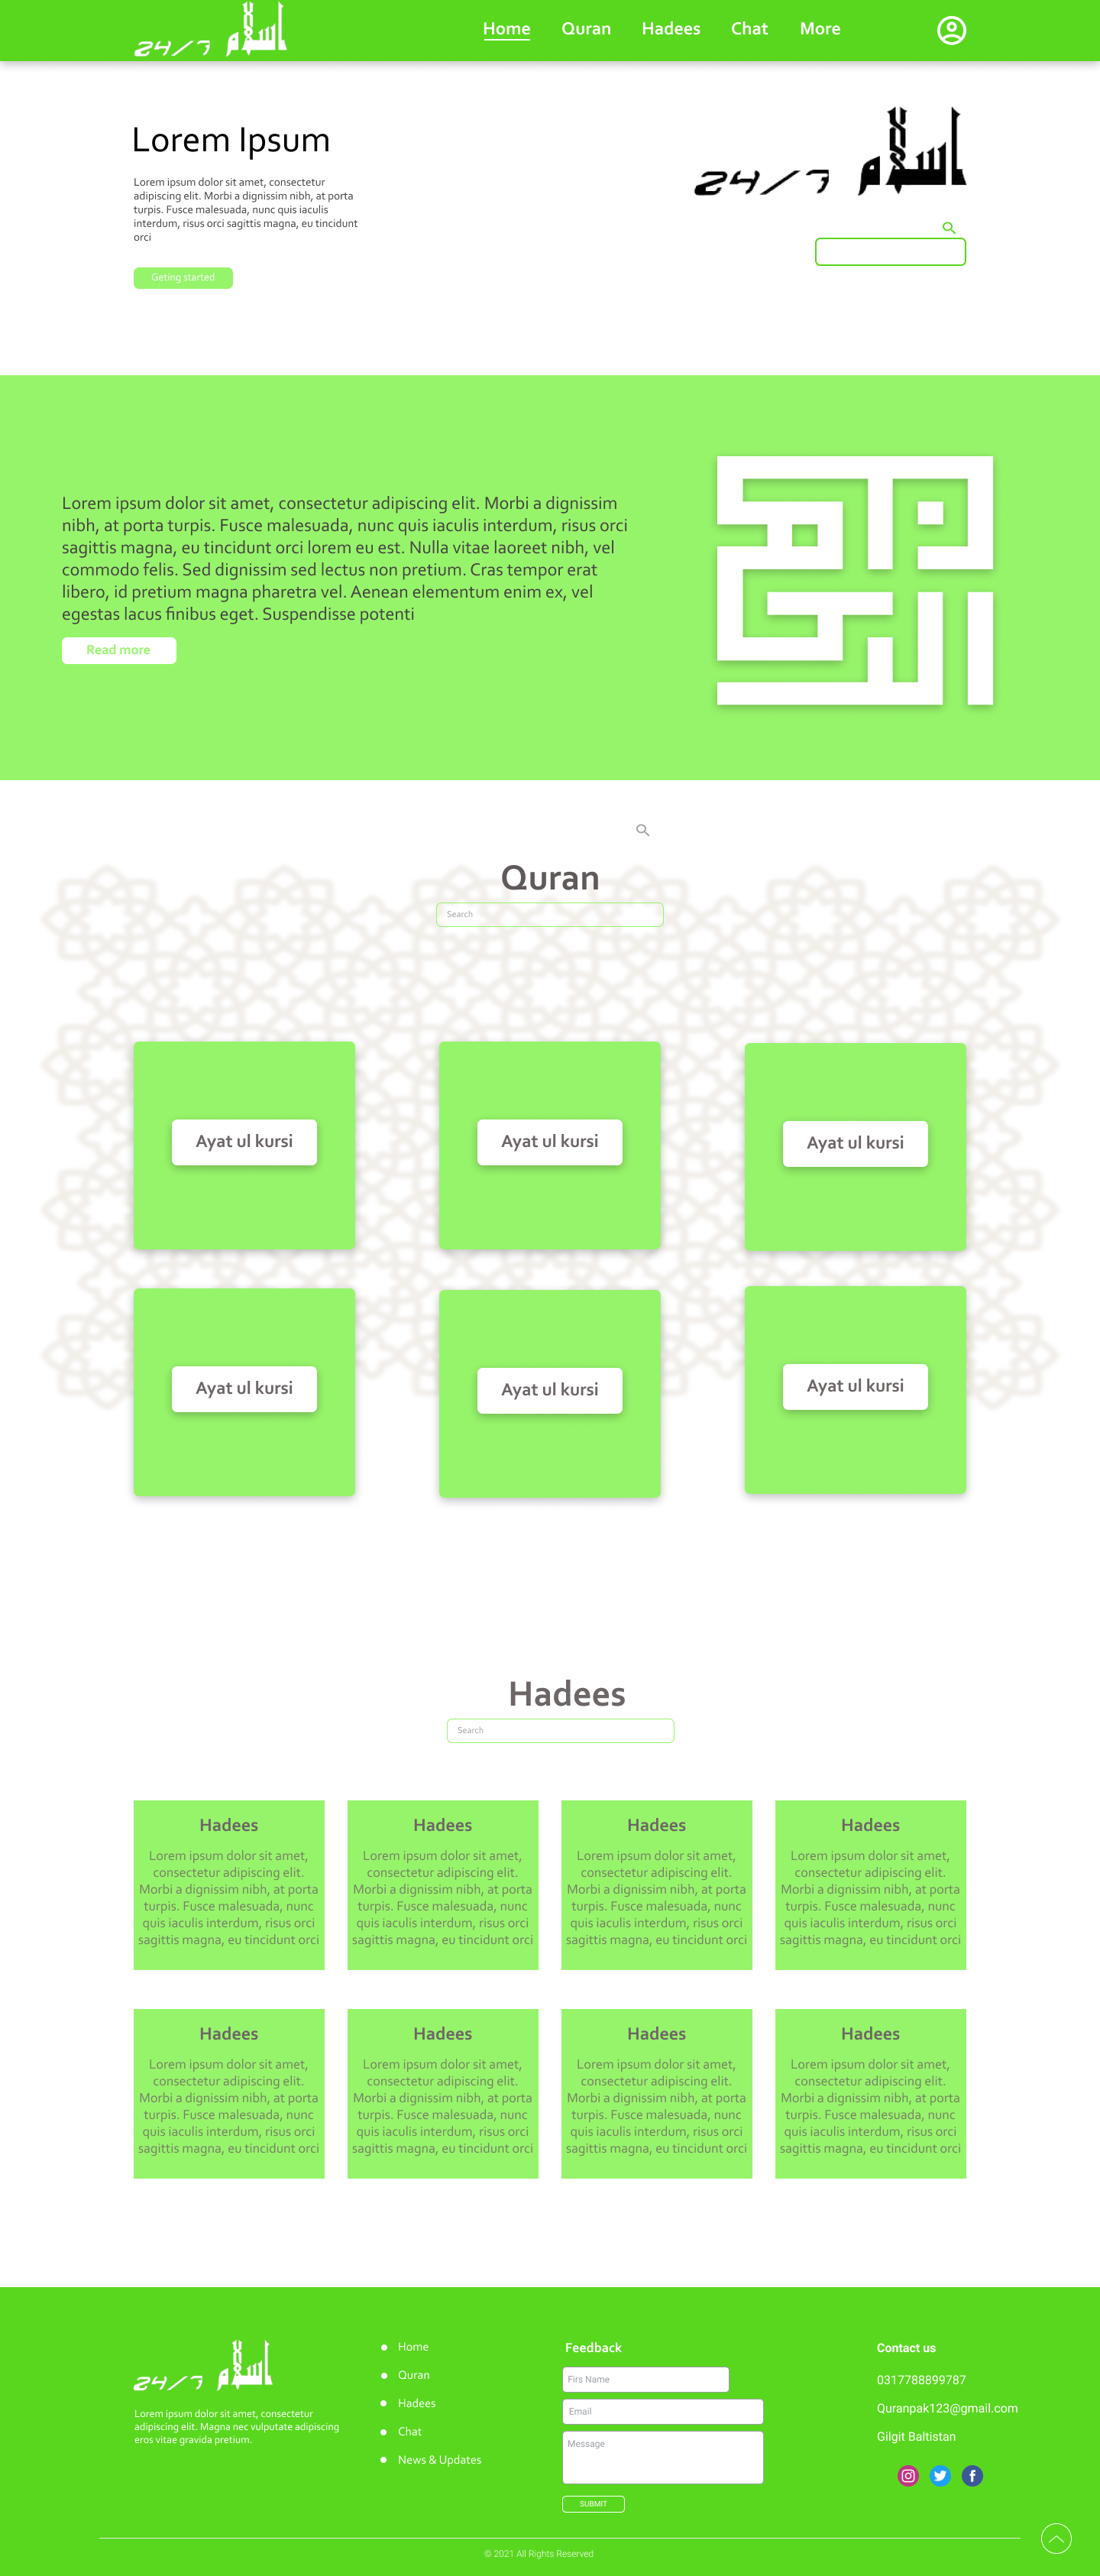 24/7 اسلام
Home Quran Hadees Chat More
Lorem Ipsum
Lorem ipsum dolor sit amet, consectetur
adipiscing elit. Morbi a dignissim nibh, at porta
turpis. Fusce malesuada, nunc quis iaculis
interdum, risus orci sagittis magna, eu tincidunt
orci
Geting started
24/7 اسلام
Lorem ipsum dolor sit amet, consectetur adipiscing elit. Morbi a dignissim
nibh, at porta turpis. Fusce malesuada, nunc quis iaculis interdum, risus orci
sagittis magna, eu tincidunt orci lorem eu est. Nulla vitae laoreet nibh, vel
commodo felis. Sed dignissim sed lectus non pretium. Cras tempor erat
libero, id pretium magna pharetra vel. Aenean elementum enim ex, vel
egestas lacus finibus eget. Suspendisse potenti
Read more
Quran
Search
Ayat ul kursi
Ayat ul kursi
Ayat ul kursi
Ayat ul kursi
Ayat ul kursi
Ayat ul kursi
Hadees
Search
Hadees
Lorem ipsum dolor sit amet,
consectetur adipiscing elit.
Morbi a dignissim nibh, at porta
turpis. Fusce malesuada, nunc
quis iaculis interdum, risus orci
sagittis magna, eu tincidunt orci
Hadees
Lorem ipsum dolor sit amet,
consectetur adipiscing elit.
Morbi a dignissim nibh, at porta
turpis. Fusce malesuada, nunc
quis iaculis interdum, risus orci
sagittis magna, eu tincidunt orci
Hadees
Lorem ipsum dolor sit amet,
consectetur adipiscing elit.
Morbi a dignissim nibh, at porta
turpis. Fusce malesuada, nunc
quis iaculis interdum, risus orci
sagittis magna, eu tincidunt orci
Hadees
Lorem ipsum dolor sit amet,
consectetur adipiscing elit.
Morbi a dignissim nibh, at porta
turpis. Fusce malesuada, nunc
quis iaculis interdum, risus orci
sagittis magna, eu tincidunt orci
Hadees
Lorem ipsum dolor sit amet,
consectetur adipiscing elit.
Morbi a dignissim nibh, at porta
turpis. Fusce malesuada, nunc
quis iaculis interdum, risus orci
sagittis magna, eu tincidunt orci
Hadees
Lorem ipsum dolor sit amet,
consectetur adipiscing elit.
Morbi a dignissim nibh, at porta
turpis. Fusce malesuada, nunc
quis iaculis interdum, risus orci
sagittis magna, eu tincidunt orci
Hadees
Lorem ipsum dolor sit amet,
consectetur adipiscing elit.
Morbi a dignissim nibh, at porta
turpis. Fusce malesuada, nunc
quis iaculis interdum, risus orci
sagittis magna, eu tincidunt orci
Hadees
Lorem ipsum dolor sit amet,
consectetur adipiscing elit.
Morbi a dignissim nibh, at porta
turpis. Fusce malesuada, nunc
quis iaculis interdum, risus orci
sagittis magna, eu tincidunt orci
24/7 اسلام
Lorem ipsum dolor sit amet, consectetur
adipiscing elit. Magna nec vulputate adipiscing
eros vitae gravida pretium.
Home
Quran
Hadees
Chat
News & Updates
Feedback
Firs Name
Email
Message
SUBMIT
Contact us
0317788899787
Quranpak123@gmail.com
Gilgit Baltistan
© 2021 All Rights Reserved